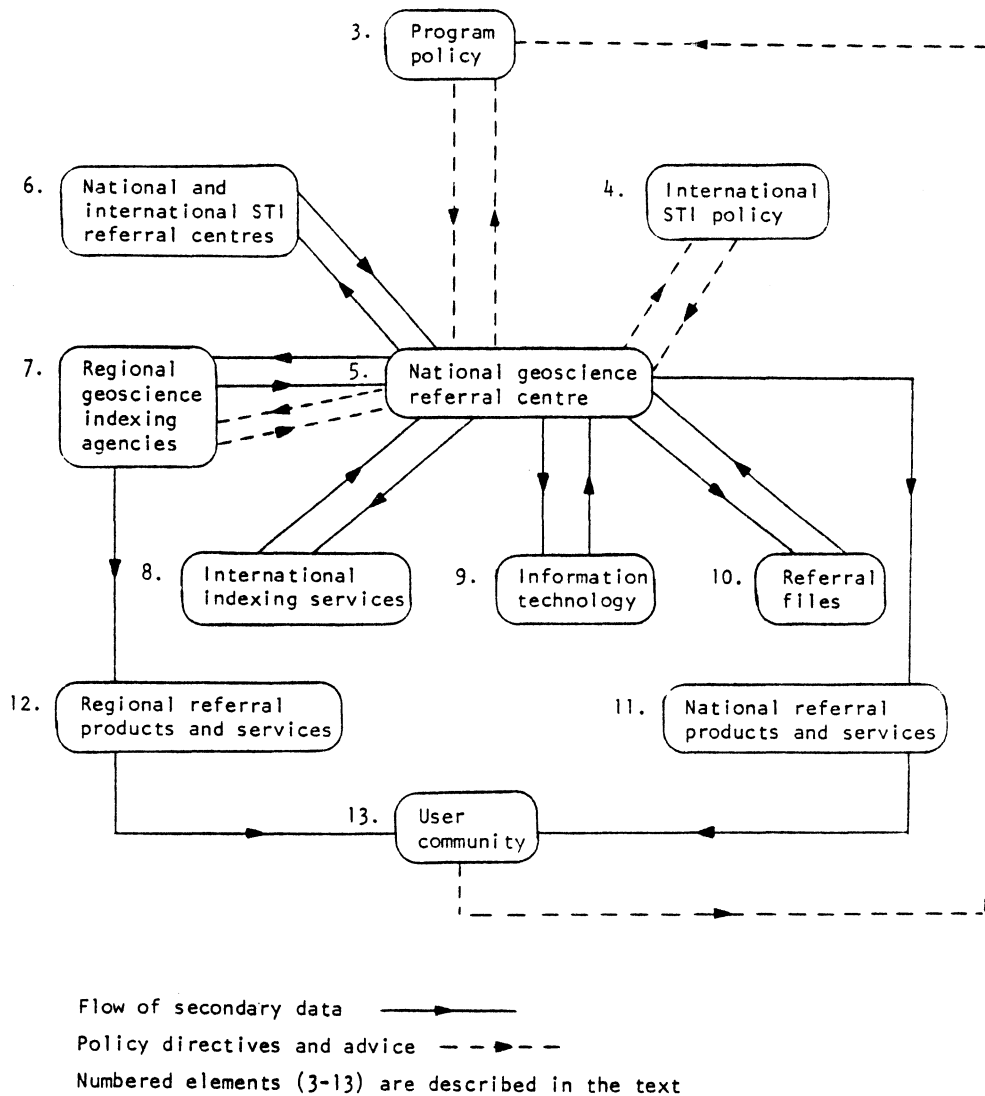 3. Program
policy
6. National and
international STI
referral centres
4. International
STI policy
7. Regional
geoscience
indexing
agencies
5. National geoscience
referral centre
8. International
indexing services
9. Information
technology
10. Referral
files
12. Regional referral
products and services
11. National referral
products and services
13. User
community
Flow of secondary data
Policy directives and advice
Numbered elements (3-13) are described in the text